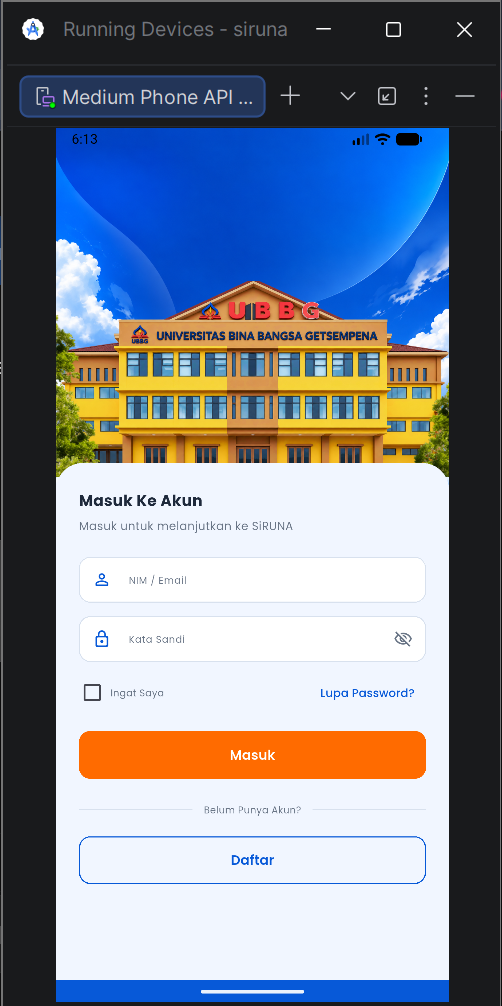 Running Devices - siruna
Medium Phone API ...
6:13
UBBG
UBBG
UNIVERSITAS BINA BANGSA GETSEMPENA
Masuk Ke Akun
Masuk untuk melanjutkan ke SiRUNA
NIM / Email
Kata Sandi
Ingat Saya
Lupa Password?
Masuk
Belum Punya Akun?
Daftar